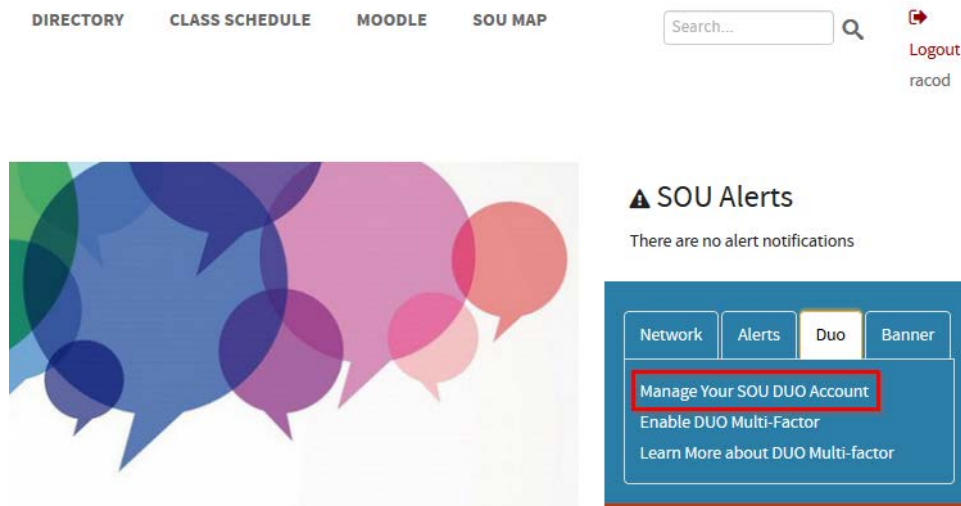 DIRECTORY CLASS SCHEDULE MOODLE SOU MAP
Search...
Logout
racod
SOU Alerts
There are no alert notifications
Network Alerts Duo Banner
Manage Your SOU DUO Account
Enable DUO Multi-Factor
Learn More about DUO Multi-factor